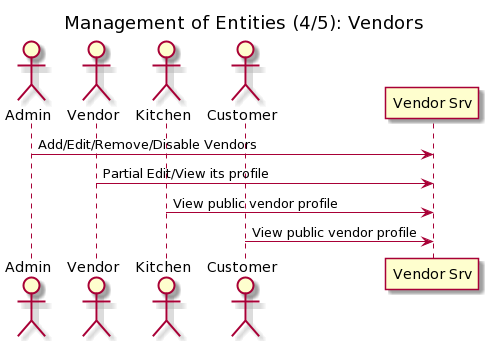 Management of Entities (4/5): Vendors
Admin Vendor Kitchen Customer Vendor Srv
Add/Edit/Remove/Disable Vendors
Partial Edit/View its profile
View public vendor profile
View public vendor profile
Admin Vendor Kitchen Customer Vendor Srv